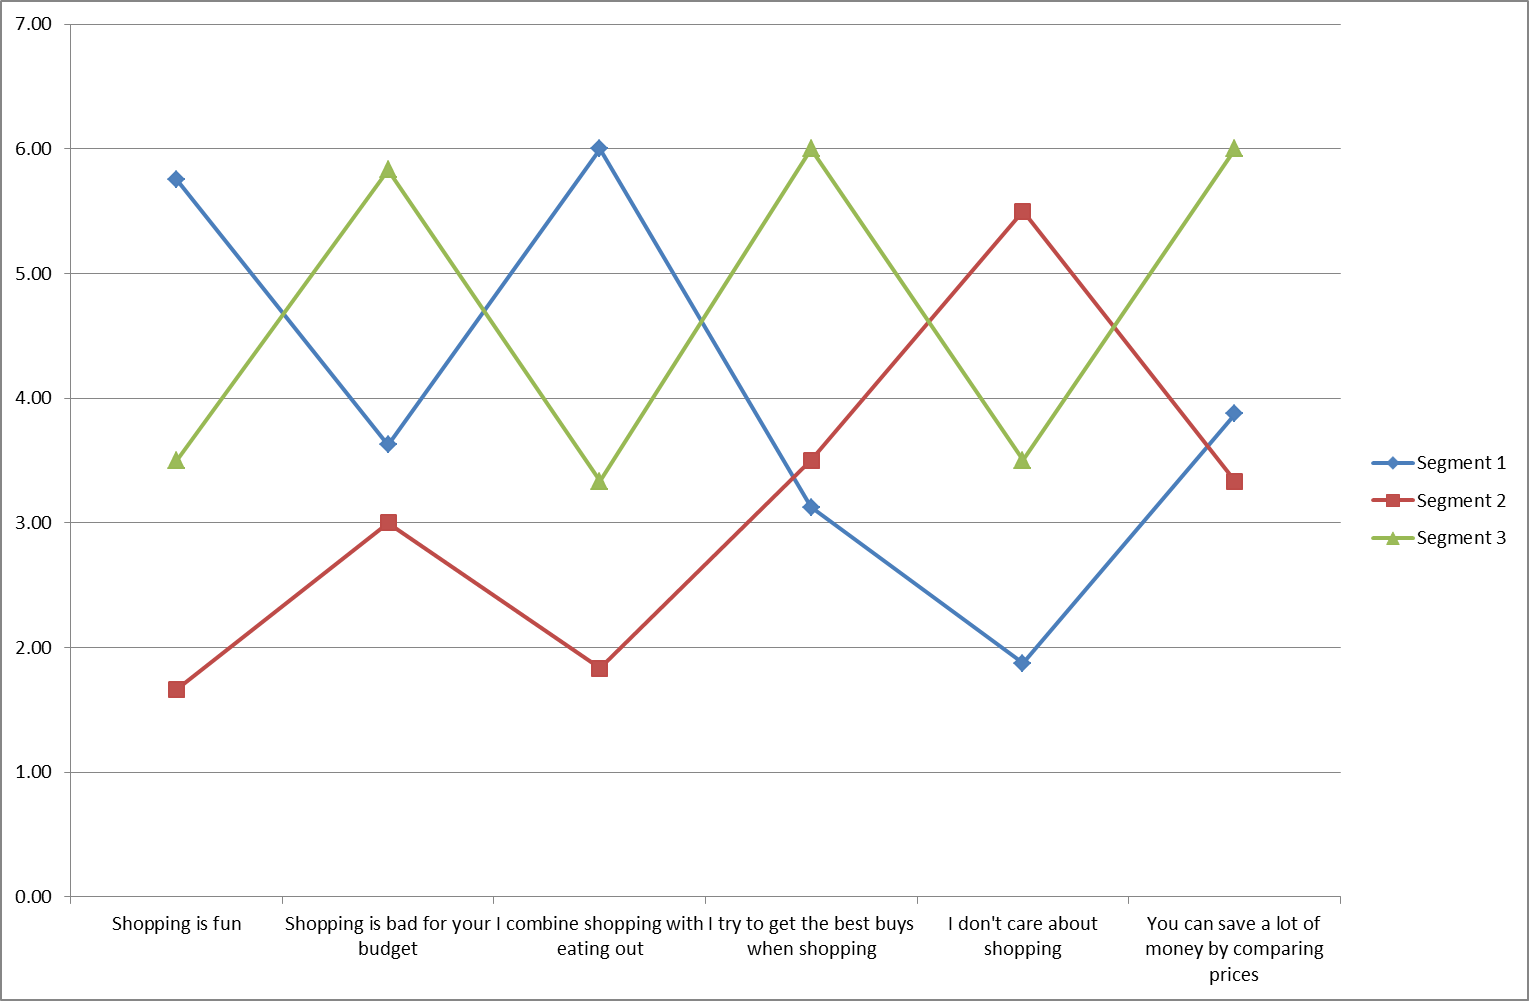 7.00
6.00
5.00
4.00
3.00
2.00
1.00
0.00
Shopping is fun
Shopping is bad for your
budget
I combine shopping with
eating out
I try to get the best buys
when shopping
I don't care about
shopping
You can save a lot of
money by comparing
prices
Segment 1
Segment 2
Segment 3